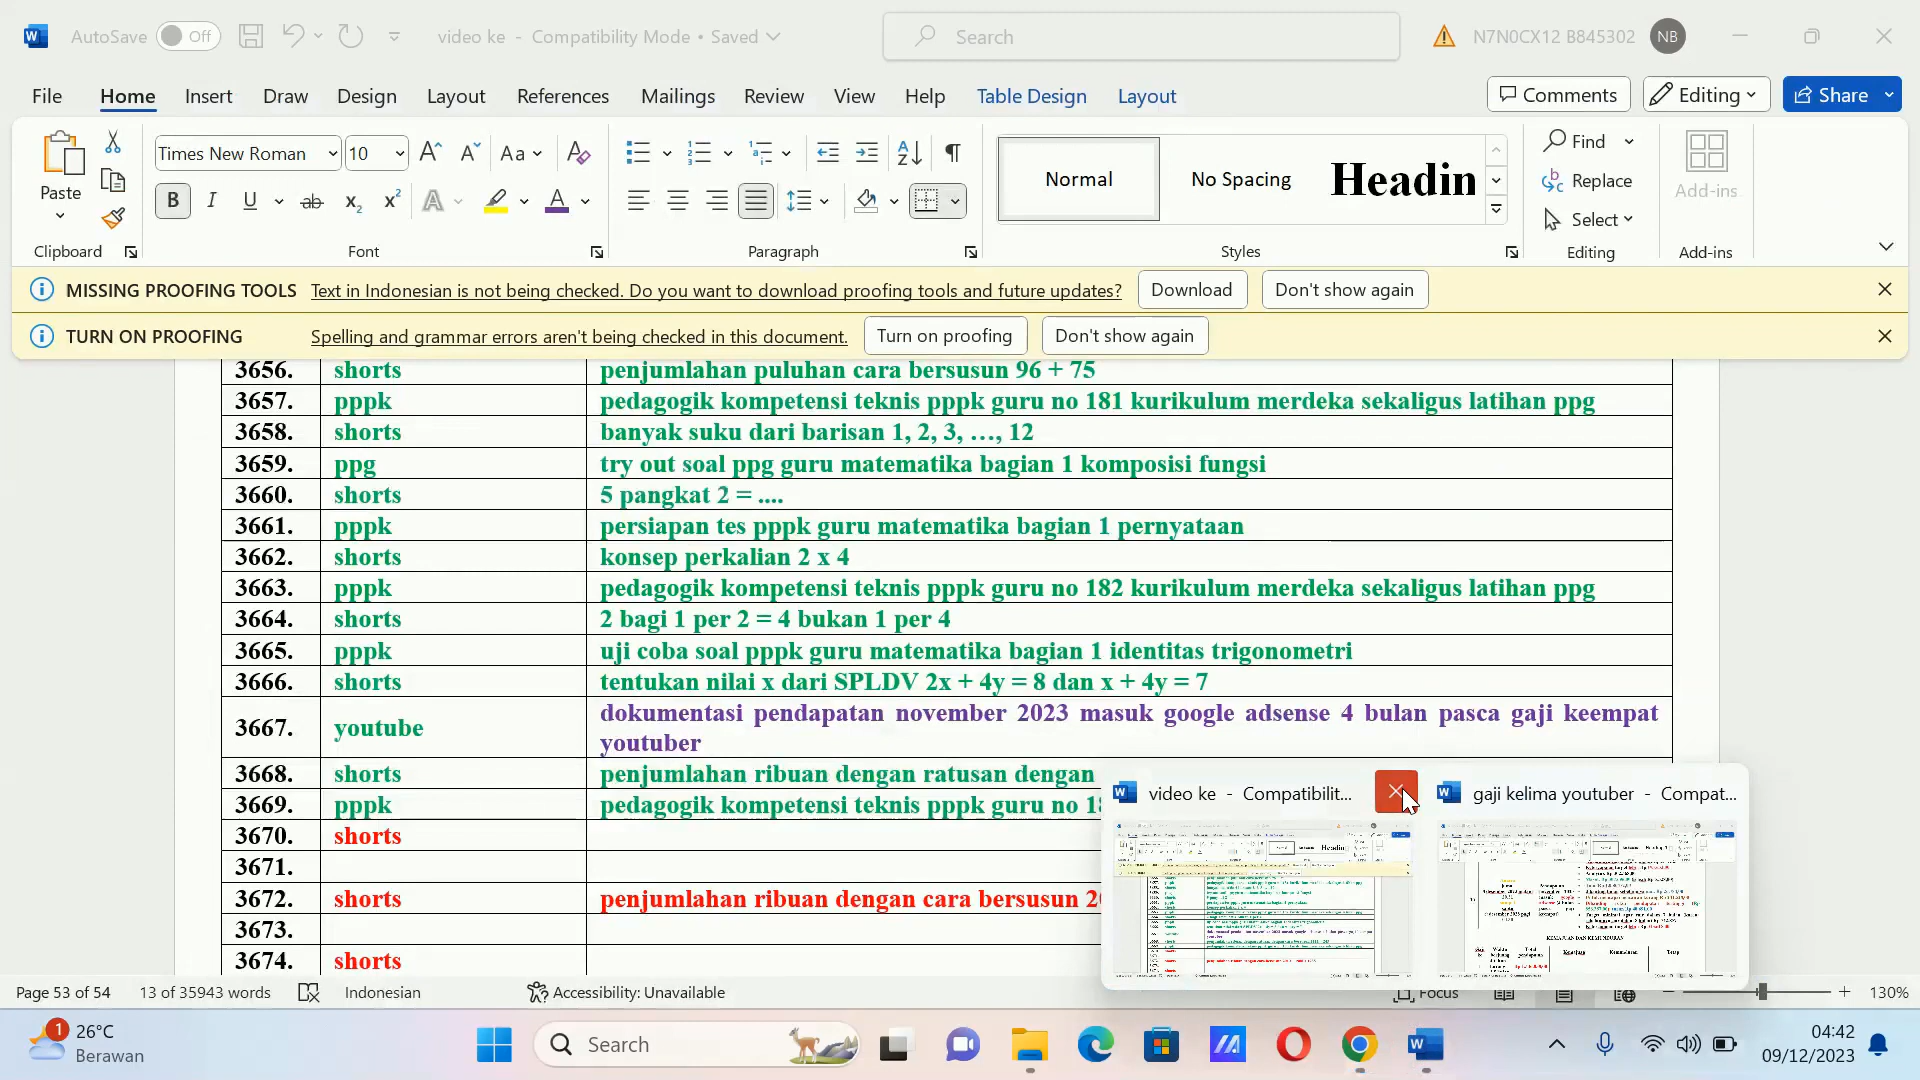 AutoSave Off video ke - Compatibility Mode • Saved Search N7N0CX12 B845302 NB
File Home Insert Draw Design Layout References Mailings Review View Help Table Design Layout Comments Editing Share
Paste Times New Roman 10 Aa Normal No Spacing Headin Find Add-ins
Replace
B I U ab x₂ x² A A Select
Clipboard Font Paragraph Styles Editing Add-ins
MISSING PROOFING TOOLS Text in Indonesian is not being checked. Do you want to download proofing tools and future updates? Download Don't show again
TURN ON PROOFING Spelling and grammar errors aren't being checked in this document. Turn on proofing Don't show again
3656. shorts penjumlahan puluhan cara bersusun 96 + 75
3657. pppk pedagogik kompetensi teknis pppk guru no 181 kurikulum merdeka sekaligus latihan ppg
3658. shorts banyak suku dari barisan 1, 2, 3, …, 12
3659. ppg try out soal ppg guru matematika bagian 1 komposisi fungsi
3660. shorts 5 pangkat 2 = ....
3661. pppk persiapan tes pppk guru matematika bagian 1 pernyataan
3662. shorts konsep perkalian 2 x 4
3663. pppk pedagogik kompetensi teknis pppk guru no 182 kurikulum merdeka sekaligus latihan ppg
3664. shorts 2 bagi 1 per 2 = 4 bukan 1 per 4
3665. pppk uji coba soal pppk guru matematika bagian 1 identitas trigonometri
3666. shorts tentukan nilai x dari SPLDV 2x + 4y = 8 dan x + 4y = 7
3667. youtube dokumentasi pendapatan november 2023 masuk google adsense 4 bulan pasca gaji keempat
youtuber
3668. shorts penjumlahan ribuan dengan ratusan dengan
3669. pppk pedagogik kompetensi teknis pppk guru no
3670. shorts
3671.
3672. shorts penjumlahan ribuan dengan cara bersusun
3673.
3674. shorts
video ke - Compatibilit... gaji kelima youtuber - Compat...
KEMAJUAN DAN KEMUNDURAN
Page 53 of 54 13 of 35943 words Indonesian Accessibility: Unavailable Focus 130%
1 26°C
Berawan
Search
04:42
09/12/2023